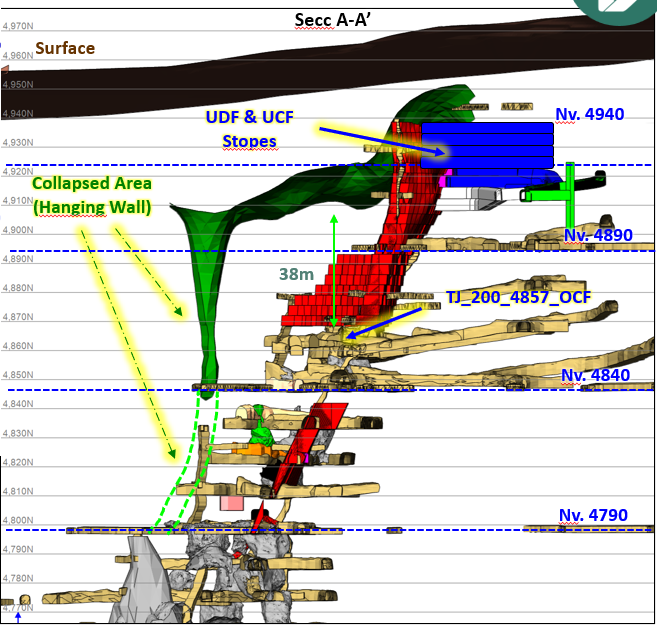 Secc A-A’
4,970N
Surface
4,960N
4,950N
4,940N
UDF & UCF
Stopes
Nv. 4940
4,930N
4,920N
Collapsed Area
(Hanging Wall)
4,910N
4,900N
Nv. 4890
4,890N
38m
4,880N
TJ_200_4857_OCF
4,870N
4,860N
4,850N
Nv. 4840
4,840N
4,830N
4,820N
4,810N
4,800N
Nv. 4790
4,790N
4,780N
4,770N